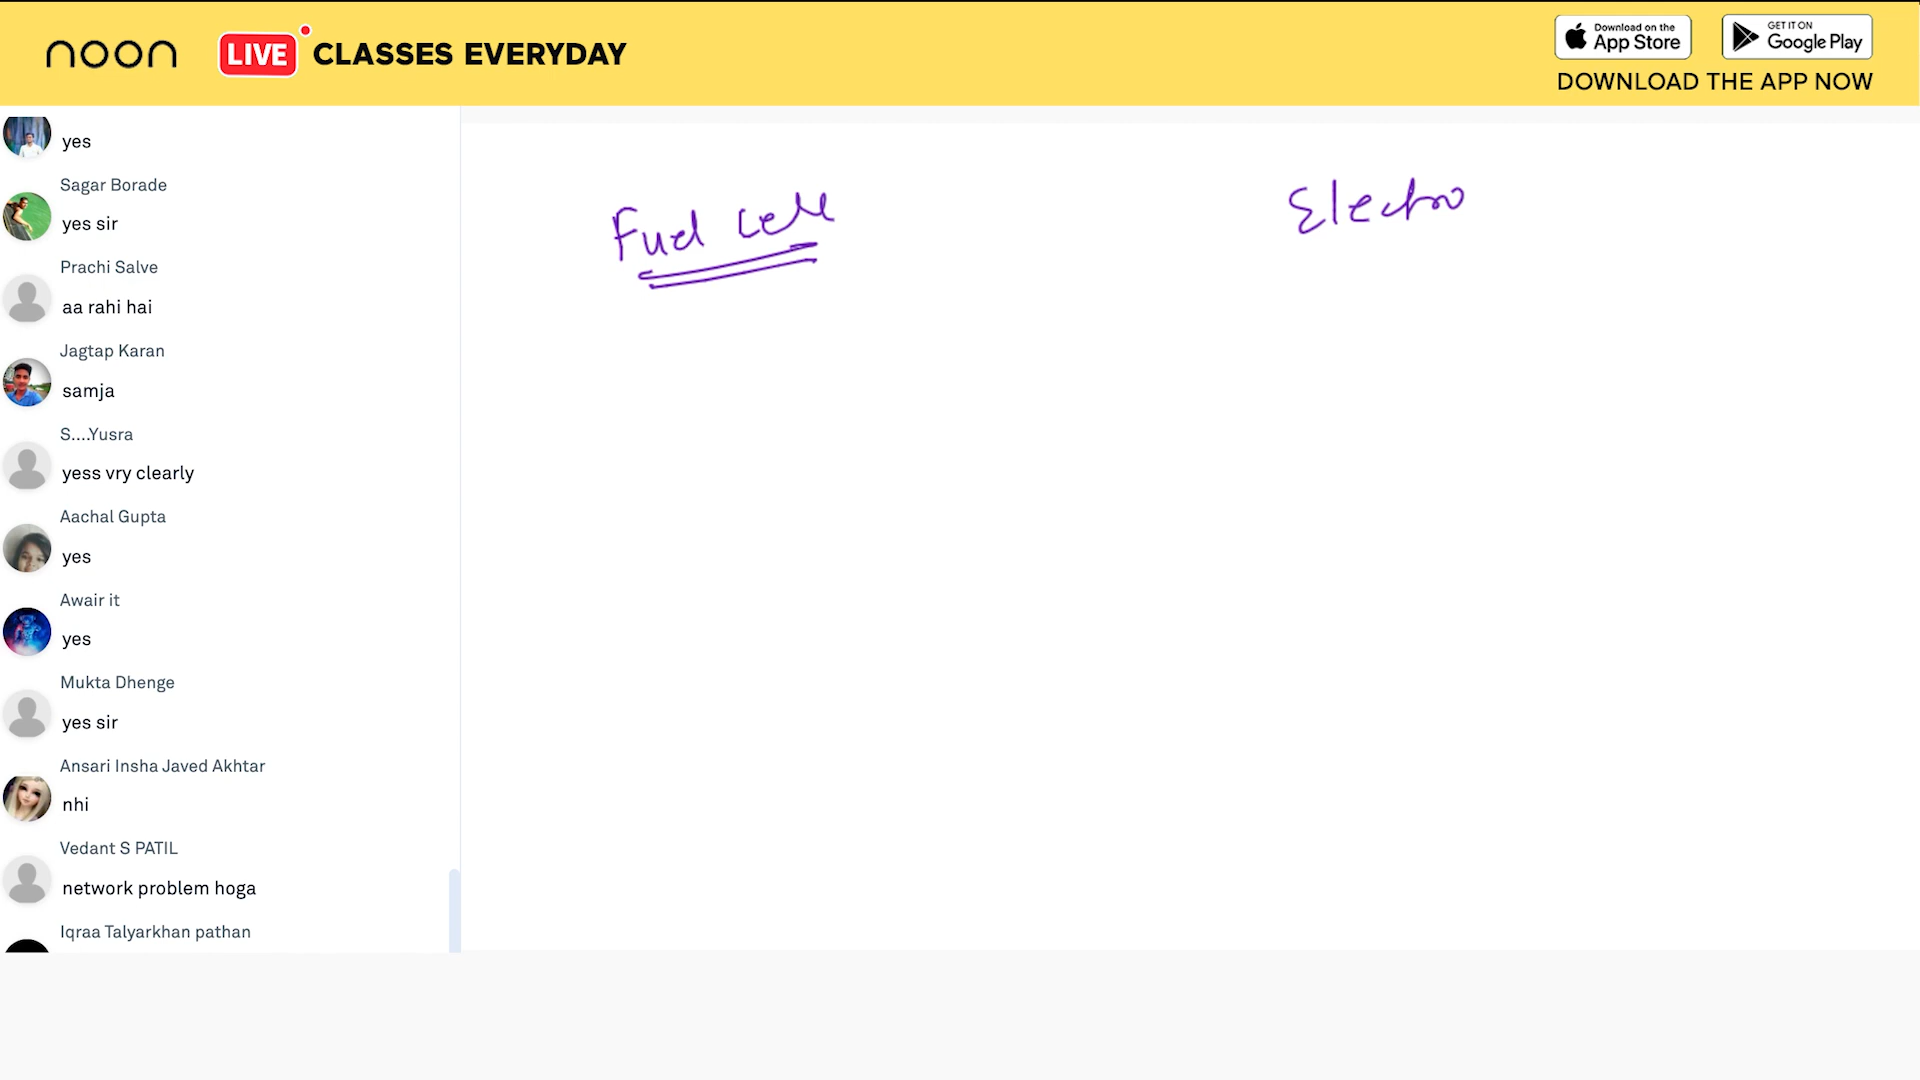 noon LIVE CLASSES EVERYDAY
Download on the App Store
GET IT ON Google Play
DOWNLOAD THE APP NOW
yes
Sagar Borade
yes sir
Prachi Salve
aa rahi hai
Jagtap Karan
samja
S....Yusra
yess vry clearly
Aachal Gupta
yes
Awair it
yes
Mukta Dhenge
yes sir
Ansari Insha Javed Akhtar
nhi
Vedant S PATIL
network problem hoga
Iqraa Talyarkhan pathan
Fuel cell
Electro